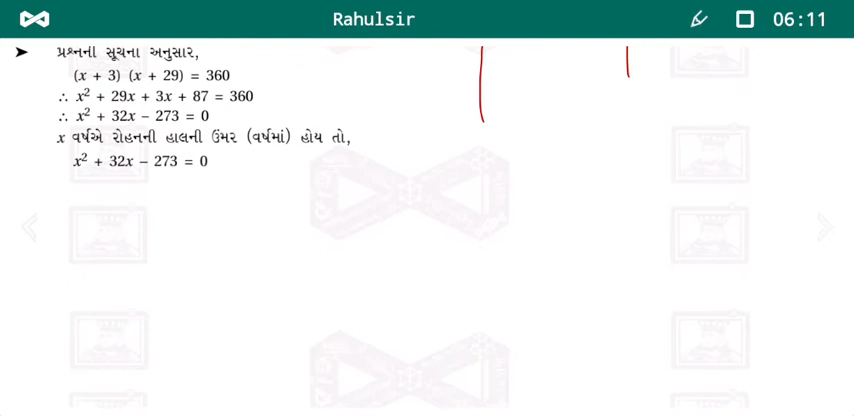 Rahulsir
06:11
➤ પ્રશ્નની સૂચના અનુસાર,
(x + 3) (x + 29) = 360
∴ x² + 29x + 3x + 87 = 360
∴ x² + 32x – 273 = 0
x વર્ષએ રોહનની હાલની ઉંમર (વર્ષમાં) હોય તો,
x² + 32x – 273 = 0